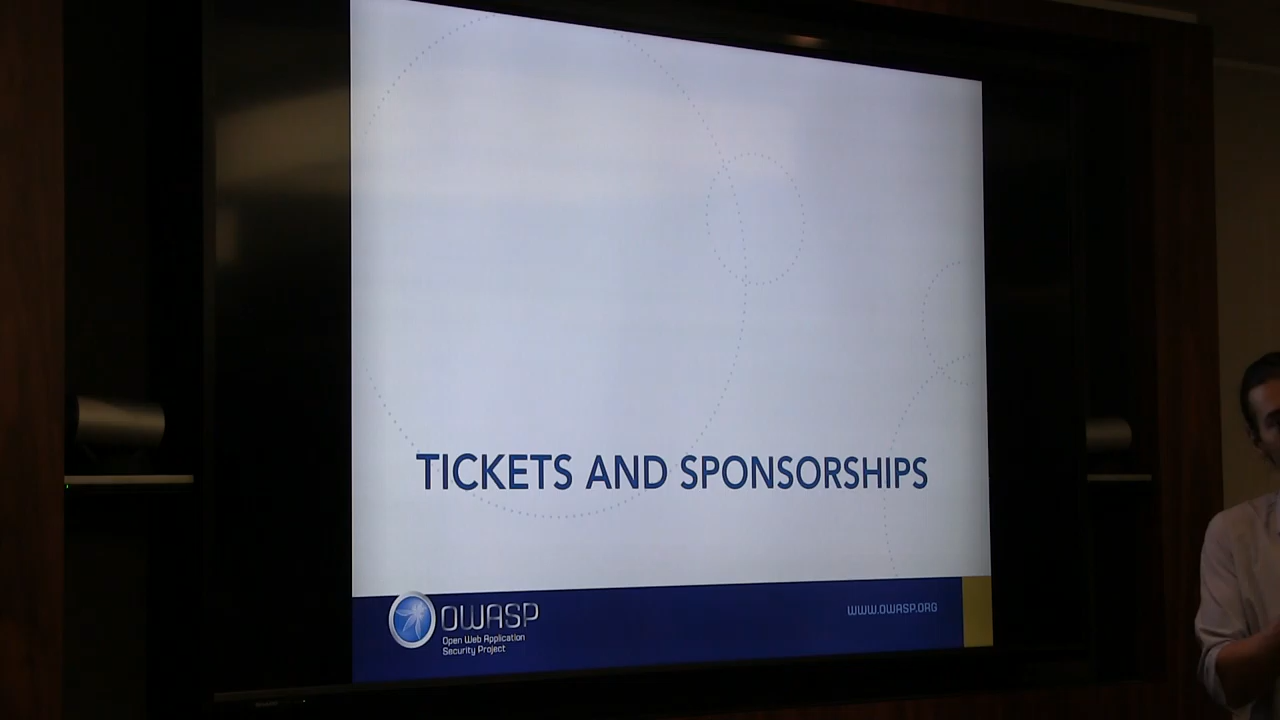 TICKETS AND SPONSORSHIPS
OWASP
Open Web Application
Security Project
WWW.OWASP.ORG